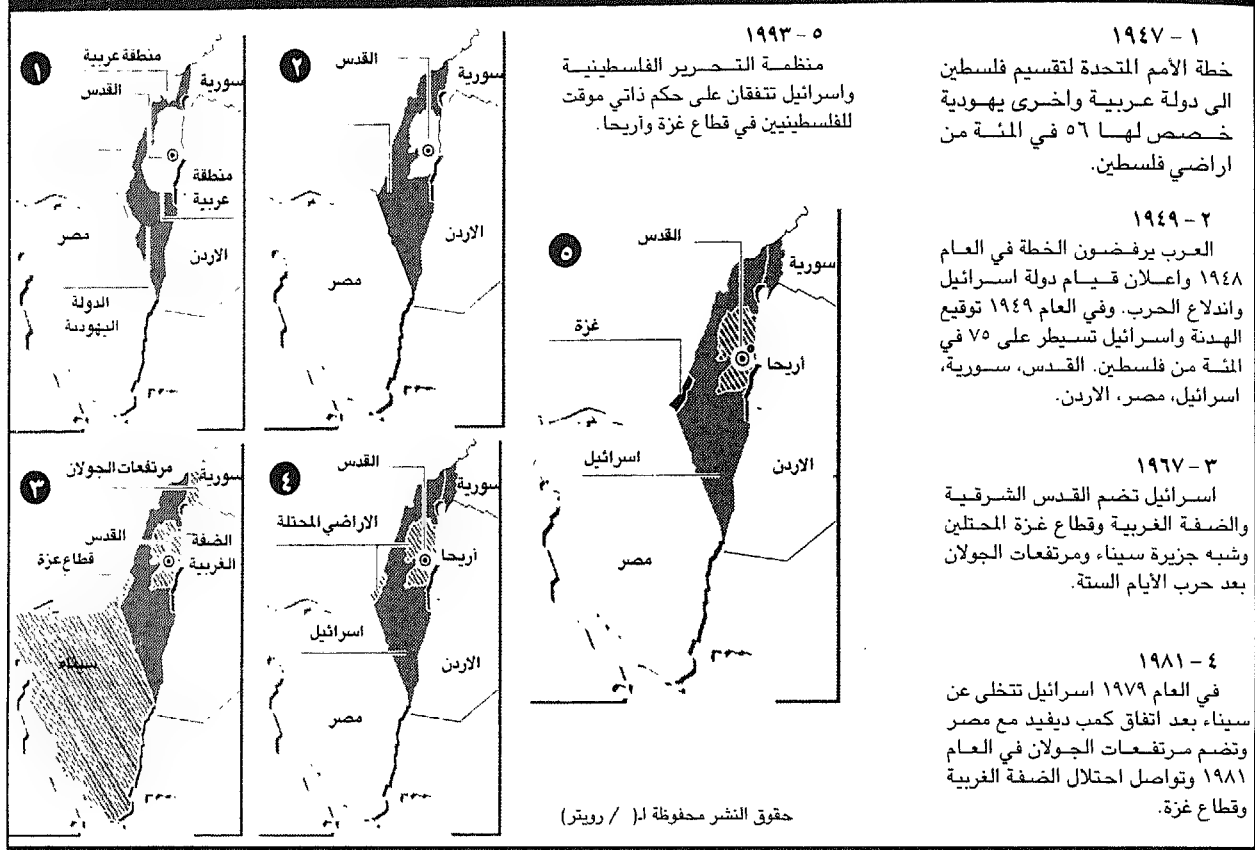 ١ – ١٩٤٧
خطة الأمم المتحدة لتقسيم فلسطين
الى دولة عربية واخرى يهودية
خصص لها ٥٦ في المئة من
اراضي فلسطين.
٢ – ١٩٤٩
العرب يرفضون الخطة في العام
١٩٤٨ واعلان قيام دولة اسرائيل
واندلاع الحرب. وفي العام ١٩٤٩ توقيع
الهدنة واسرائيل تسيطر على ٧٥ في
المئة من فلسطين. القدس، سورية،
اسرائيل، مصر، الاردن.
٣ – ١٩٦٧
اسرائيل تضم القدس الشرقية
والضفة الغربية وقطاع غزة المحتلين
وشبه جزيرة سيناء ومرتفعات الجولان
بعد حرب الأيام الستة.
٤ – ١٩٨١
في العام ١٩٧٩ اسرائيل تتخلى عن
سيناء بعد اتفاق كمب ديفيد مع مصر
وتضم مرتفعات الجولان في العام
١٩٨١ وتواصل احتلال الضفة الغربية
وقطاع غزة.
٥ – ١٩٩٣
منظمة التحرير الفلسطينية
واسرائيل تتفقان على حكم ذاتي موقت
للفلسطينيين في قطاع غزة وأريحا.
٥
القدس
سورية
غزة
أريحا
اسرائيل
الاردن
مصر
حقوق النشر محفوظة لـ( / رويتر)
٢
القدس
سورية
الاردن
مصر
١
منطقة عربية
سورية
القدس
منطقة
عربية
مصر
الاردن
الدولة
اليهودية
٤
القدس
سورية
الاراضي المحتلة
أريحا
اسرائيل
الاردن
مصر
٣
مرتفعات الجولان
سورية
القدس
الضفة
الغربية
قطاع غزة
سيناء